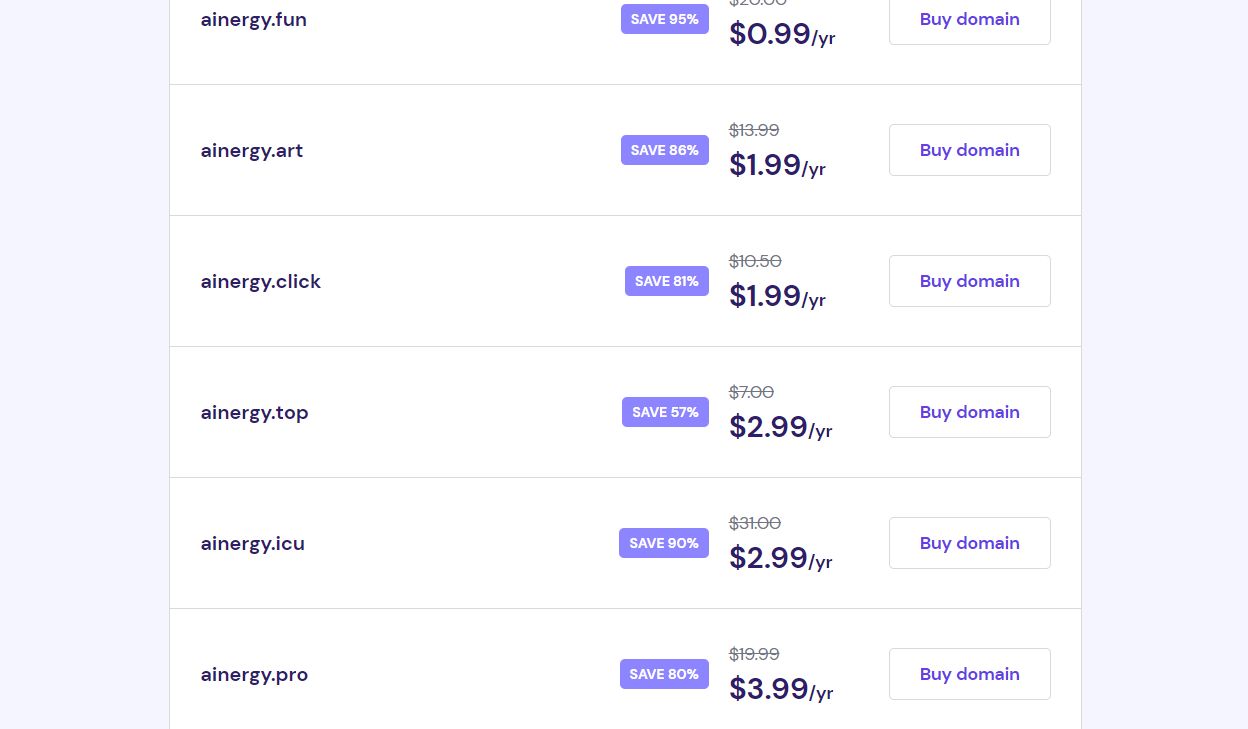 $20.00
ainergy.fun SAVE 95% $0.99/yr Buy domain
$13.99
ainergy.art SAVE 86% $1.99/yr Buy domain
$10.50
ainergy.click SAVE 81% $1.99/yr Buy domain
$7.00
ainergy.top SAVE 57% $2.99/yr Buy domain
$31.00
ainergy.icu SAVE 90% $2.99/yr Buy domain
$19.99
ainergy.pro SAVE 80% $3.99/yr Buy domain